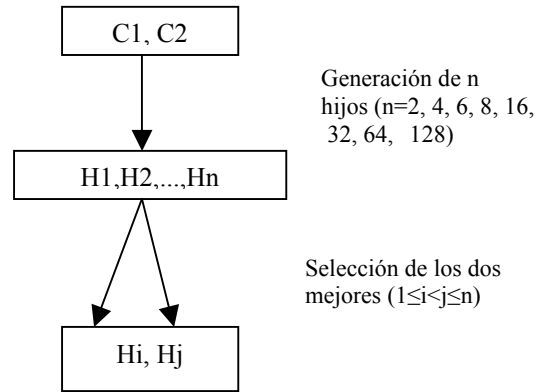 C1, C2
Generación de n
hijos (n=2, 4, 6, 8, 16,
32, 64, 128)
H1,H2,...,Hn
Selección de los dos
mejores (1≤i<j≤n)
Hi, Hj